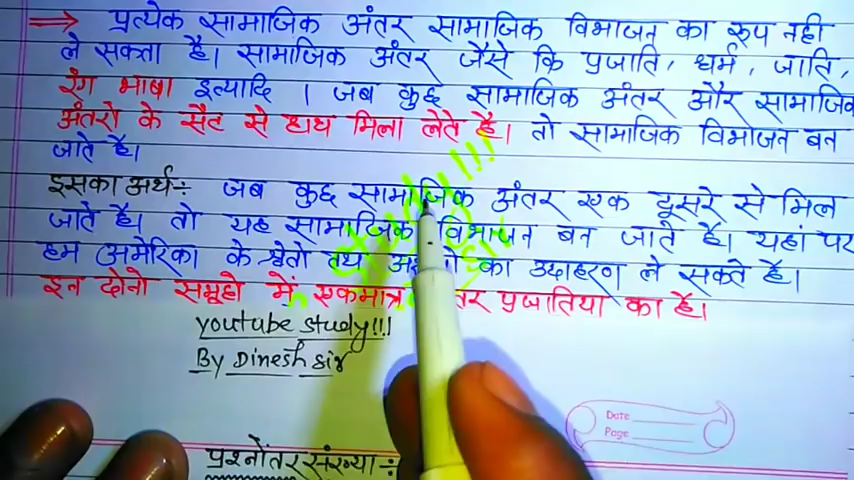 ⇒ प्रत्येक सामाजिक अंतर सामाजिक विभाजन का रूप नही
ले सकता है। सामाजिक अंतर जैसे कि प्रजाति, धर्म, जाति,
रंग भाषा इत्यादि । जब कुछ सामाजिक अंतर और सामाजिक
अंतरो के सैट से हाथ मिला लेते है। तो सामाजिक विभाजन बन
जाते है।
इसका अर्थ÷ जब कुछ सामाजिक अंतर एक दूसरे से मिल
जाते है। तो यह सामाजिक विभाजन बन जाते है। यहां पर
हम अमेरिका के श्वेतो तथ का उदाहरण ले सकते है।
इन दोनो समूहो में एकमात्र प्रजातिया का है।
youtube study!!!
By Dinesh sir
Date
Page
प्रश्नोंतर संख्या ÷